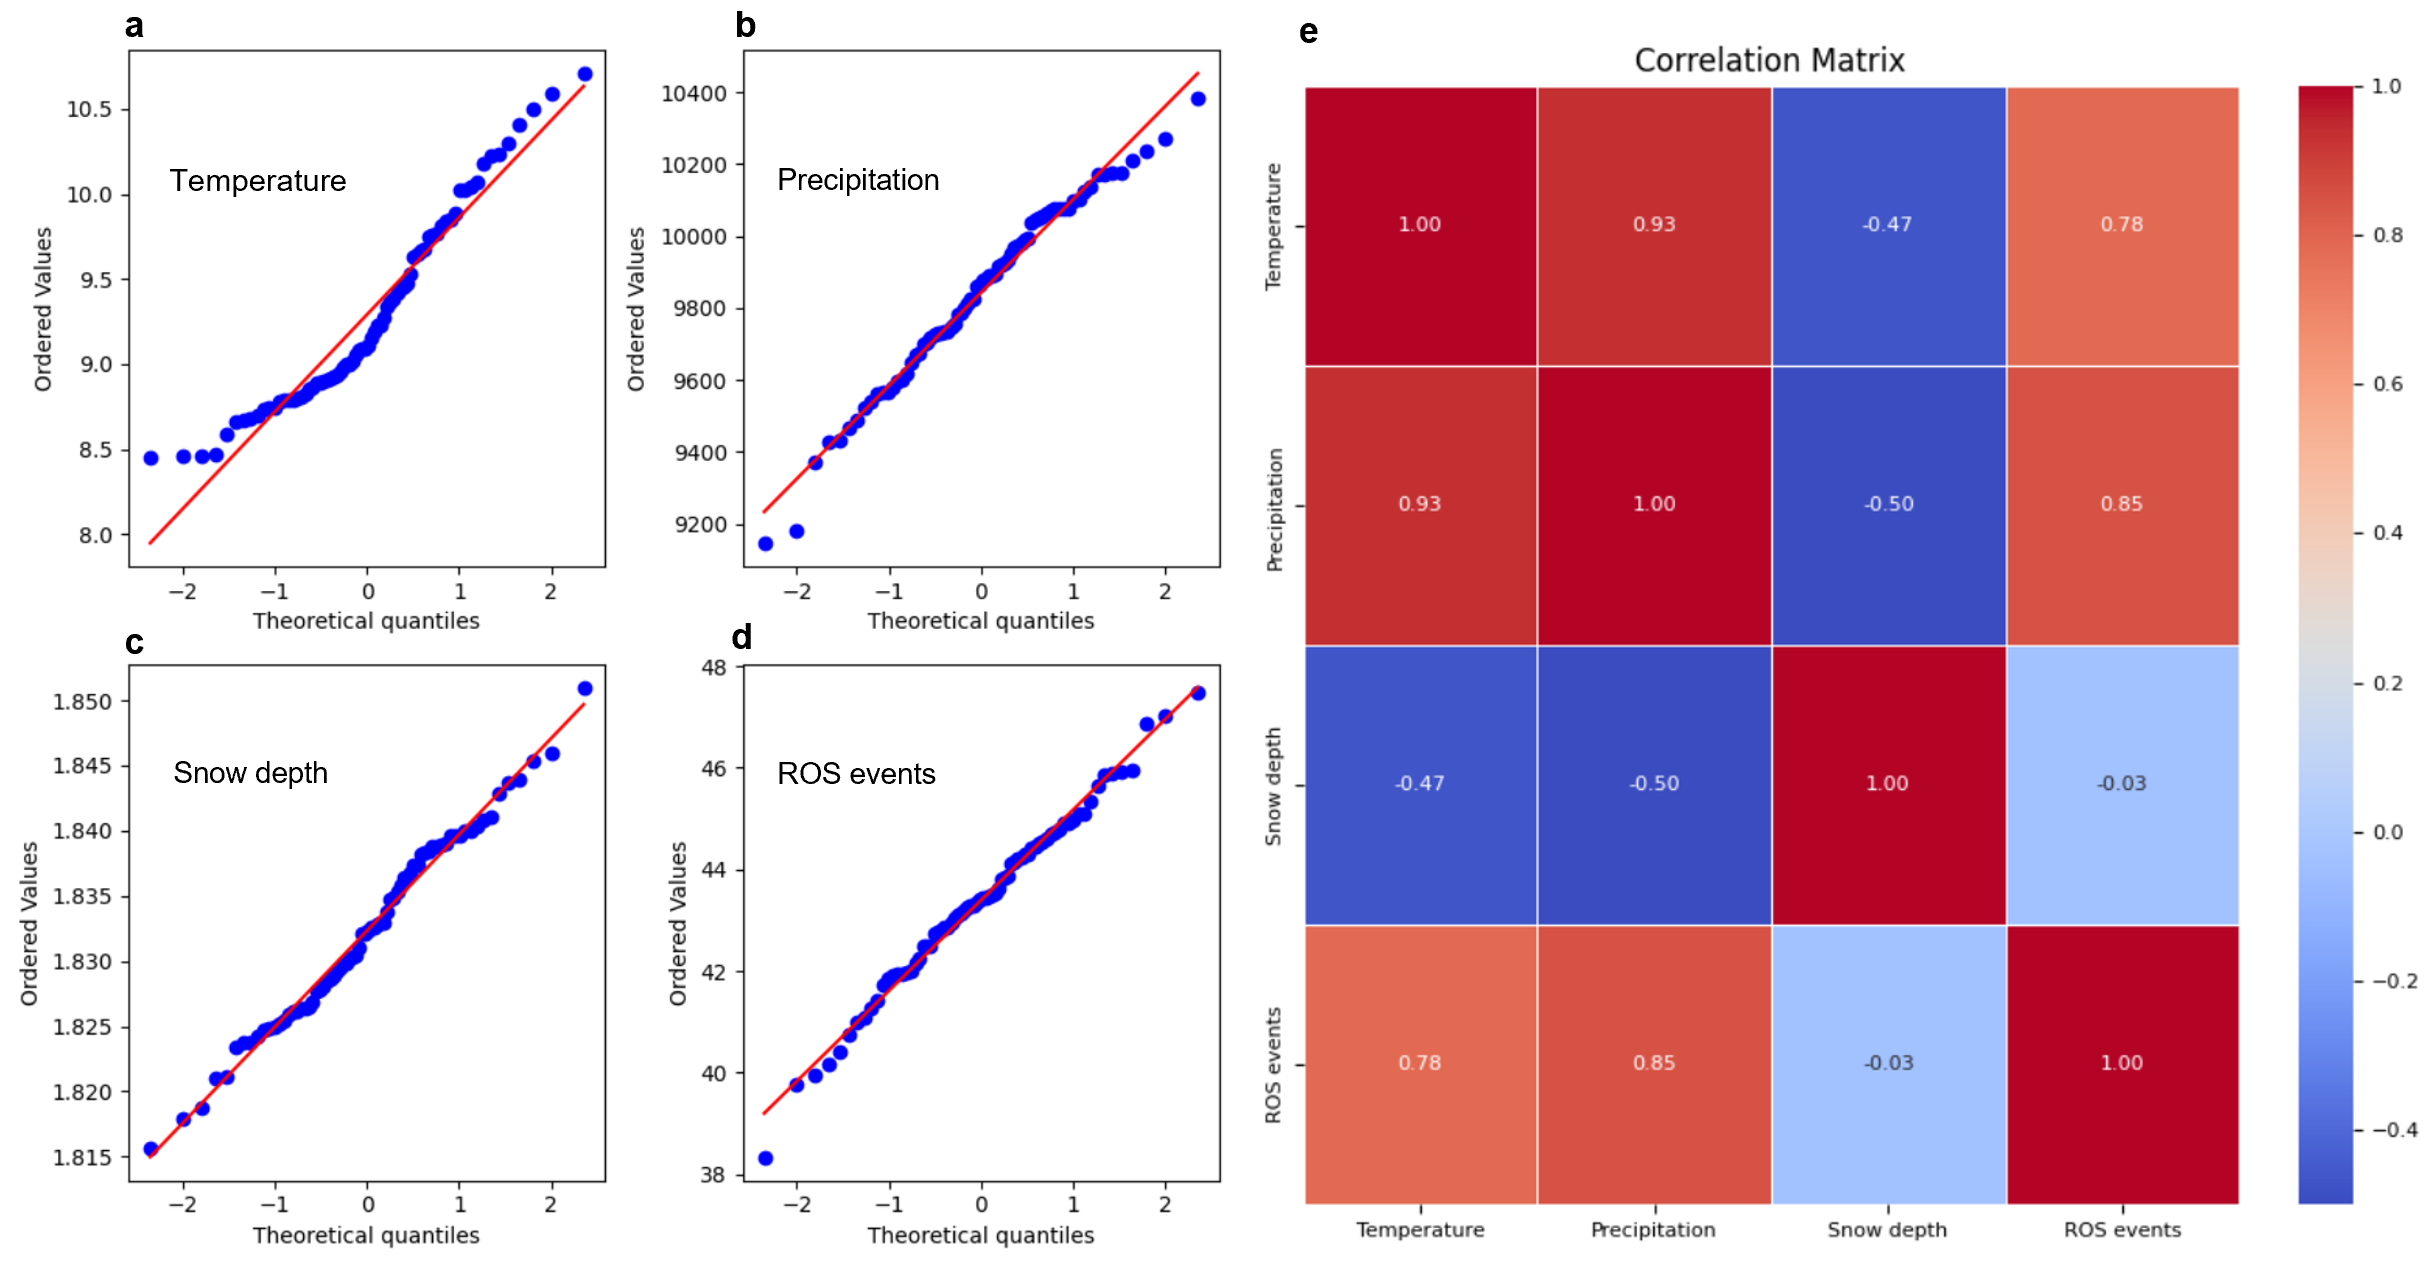 a
10.5
10.0
9.5
9.0
8.5
8.0
Ordered Values
Temperature
−2
−1
0
1
2
Theoretical quantiles
b
10400
10200
10000
9800
9600
9400
9200
Ordered Values
Precipitation
−2
−1
0
1
2
Theoretical quantiles
c
1.850
1.845
1.840
1.835
1.830
1.825
1.820
1.815
Ordered Values
Snow depth
−2
−1
0
1
2
Theoretical quantiles
d
48
46
44
42
40
38
Ordered Values
ROS events
−2
−1
0
1
2
Theoretical quantiles
e
Correlation Matrix
Temperature
1.00 0.93 -0.47 0.78
Precipitation
0.93 1.00 -0.50 0.85
Snow depth
-0.47 -0.50 1.00 -0.03
ROS events
0.78 0.85 -0.03 1.00
Temperature Precipitation Snow depth ROS events
1.0
0.8
0.6
0.4
0.2
0.0
−0.2
−0.4